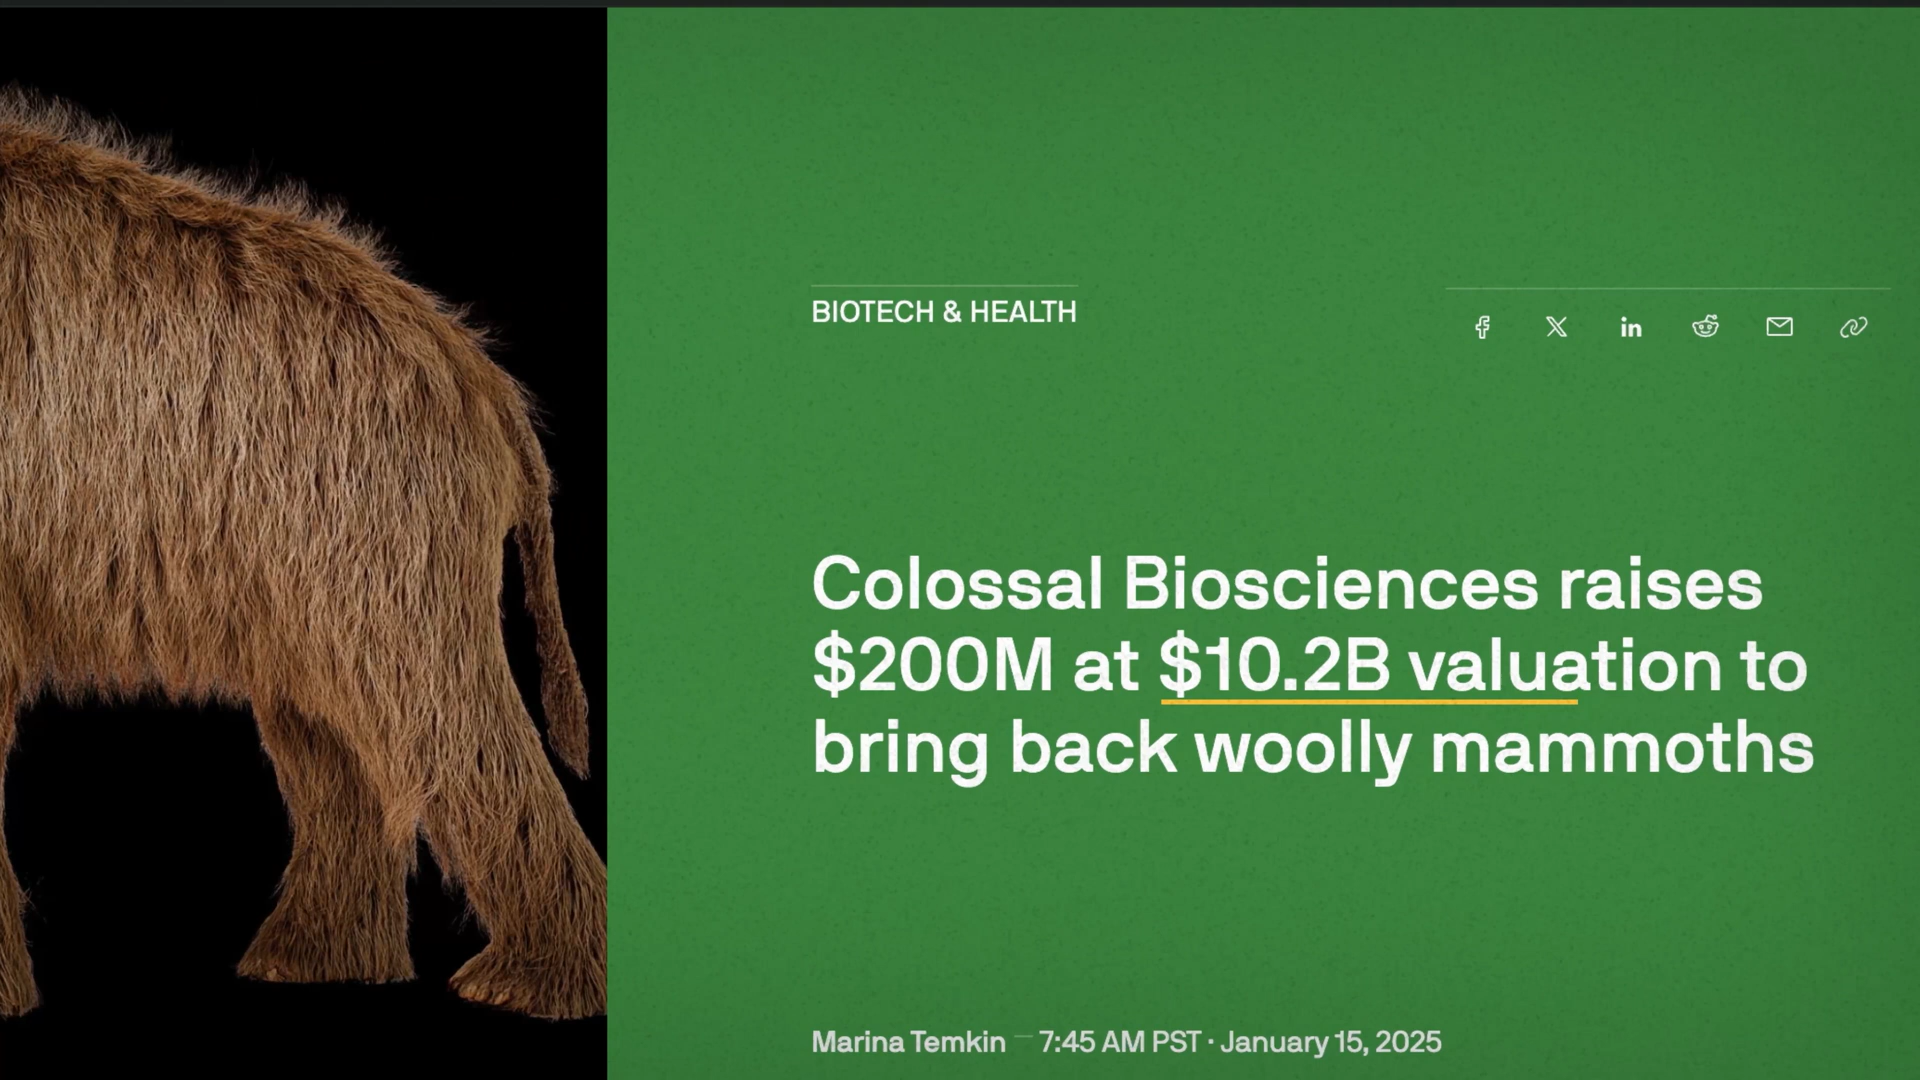 BIOTECH & HEALTH
Colossal Biosciences raises
$200M at $10.2B valuation to
bring back woolly mammoths
Marina Temkin — 7:45 AM PST · January 15, 2025